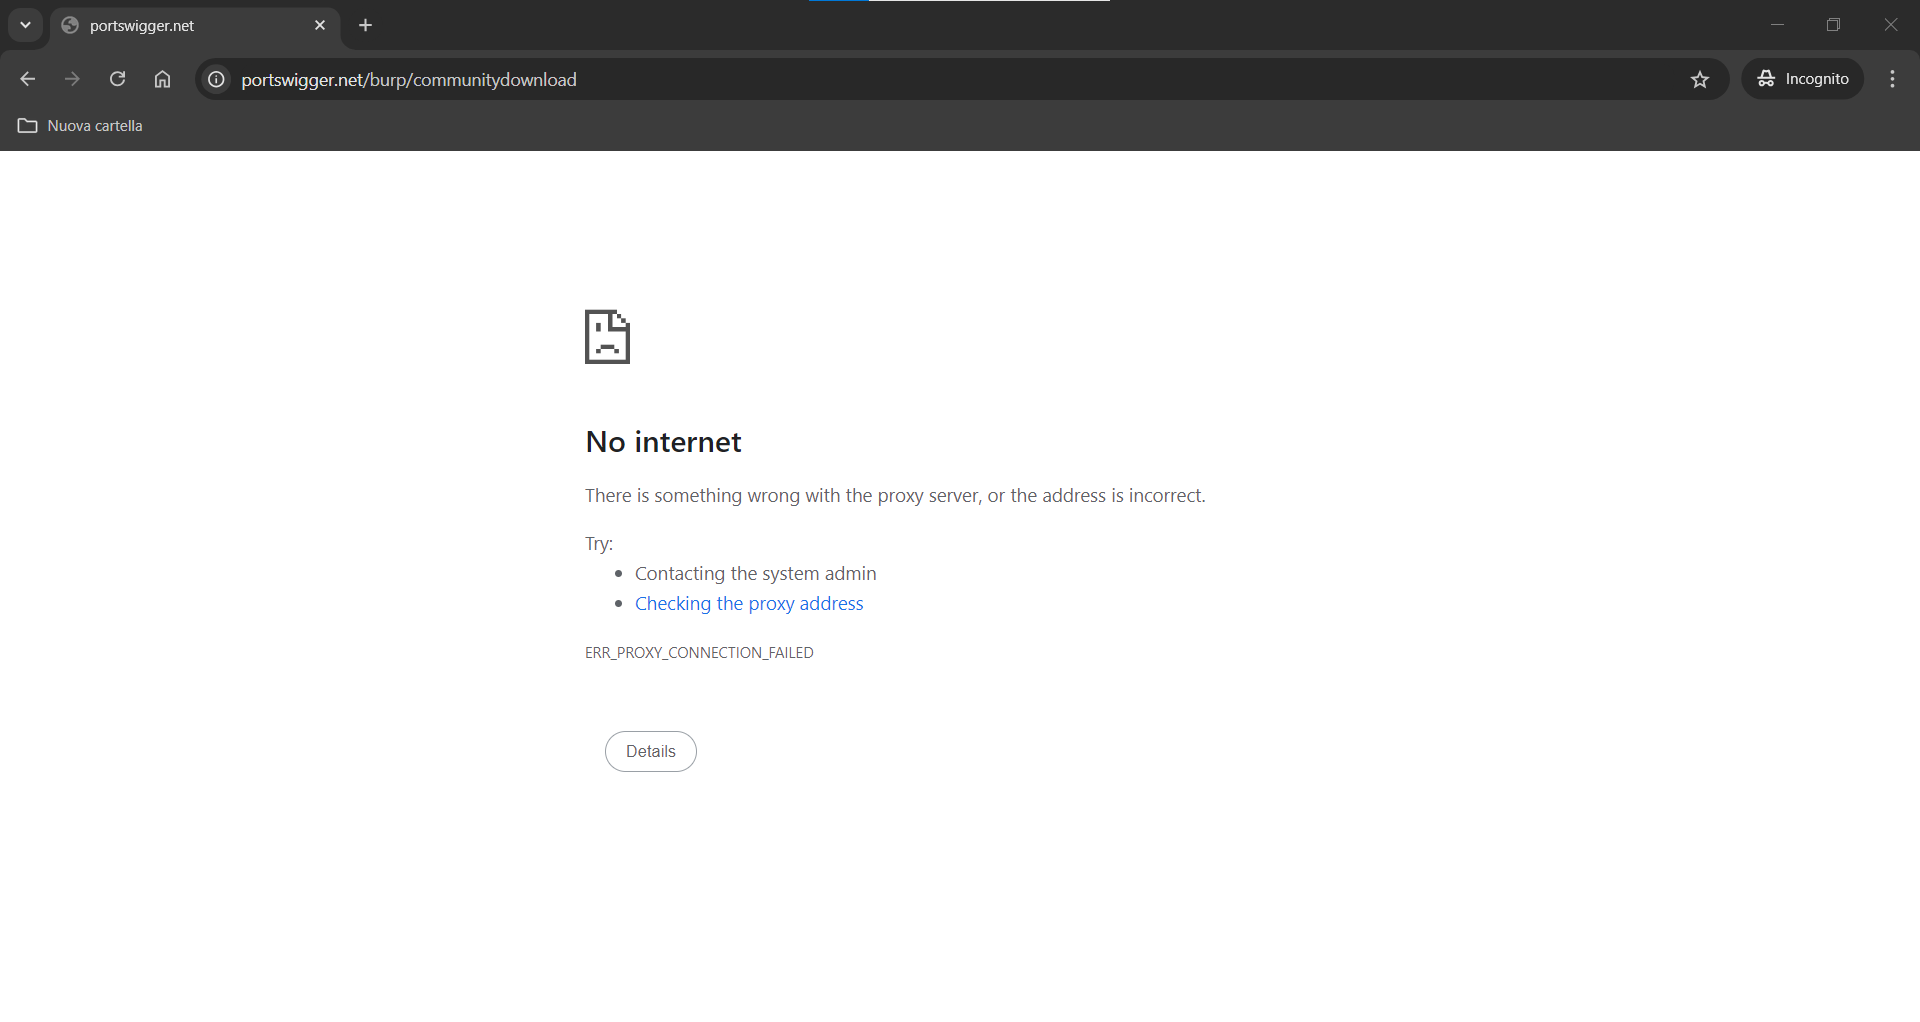 portswigger.net
portswigger.net/burp/communitydownload
Incognito
Nuova cartella
No internet
There is something wrong with the proxy server, or the address is incorrect.
Try:
Contacting the system admin
Checking the proxy address
ERR_PROXY_CONNECTION_FAILED
Details